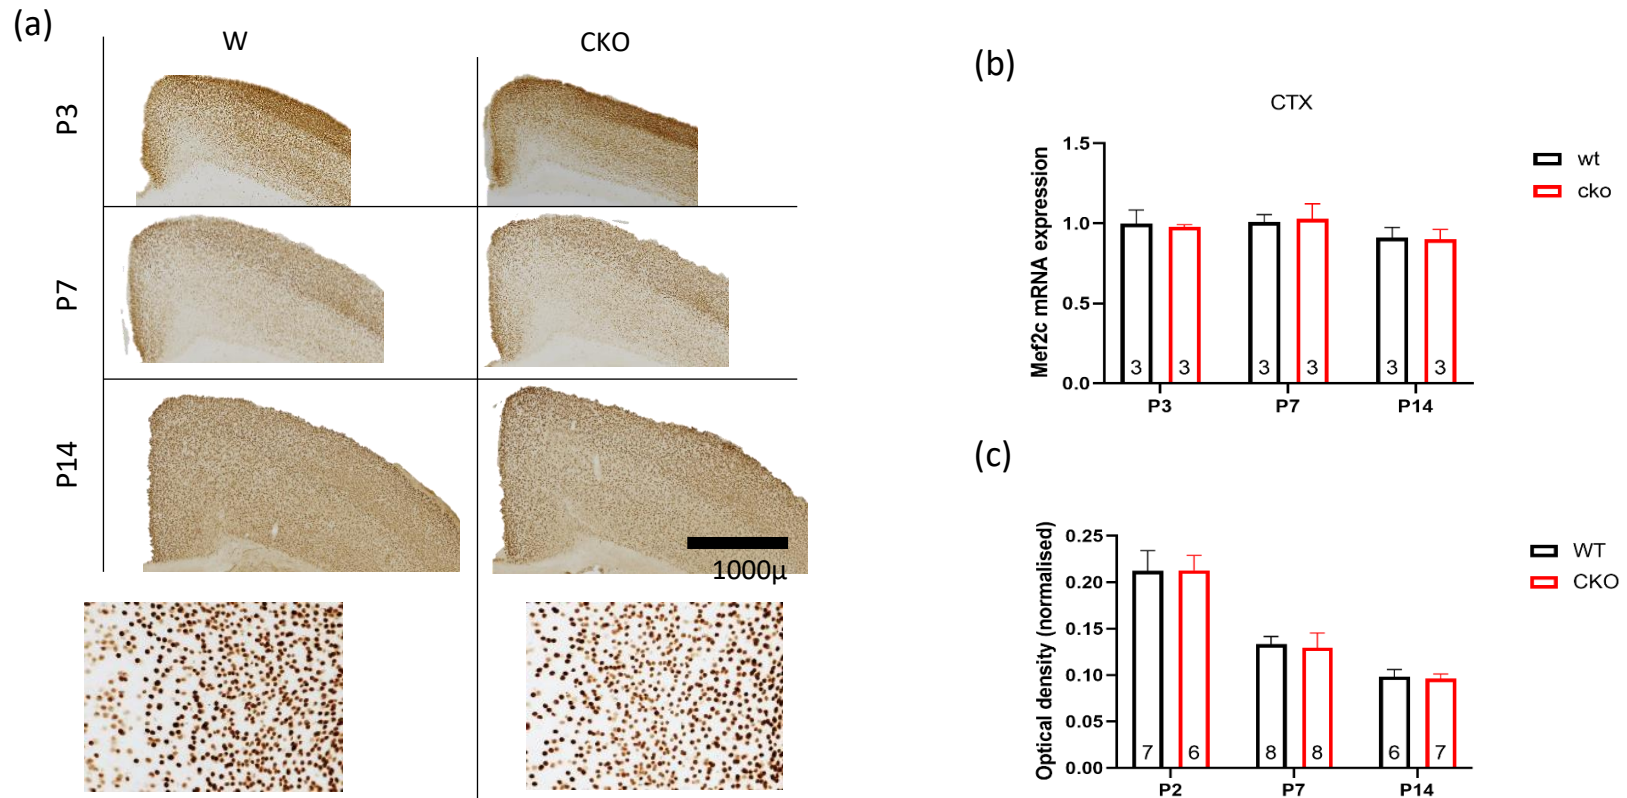 (a)
W
CKO
P3
P7
P14
1000µ
(b)
CTX
Mef2c mRNA expression
1.5
1.0
0.5
0.0
3
3
3
3
3
3
P3
P7
P14
wt
cko
(c)
Optical density (normalised)
0.25
0.20
0.15
0.10
0.05
0.00
7
6
8
8
6
7
P2
P7
P14
WT
CKO